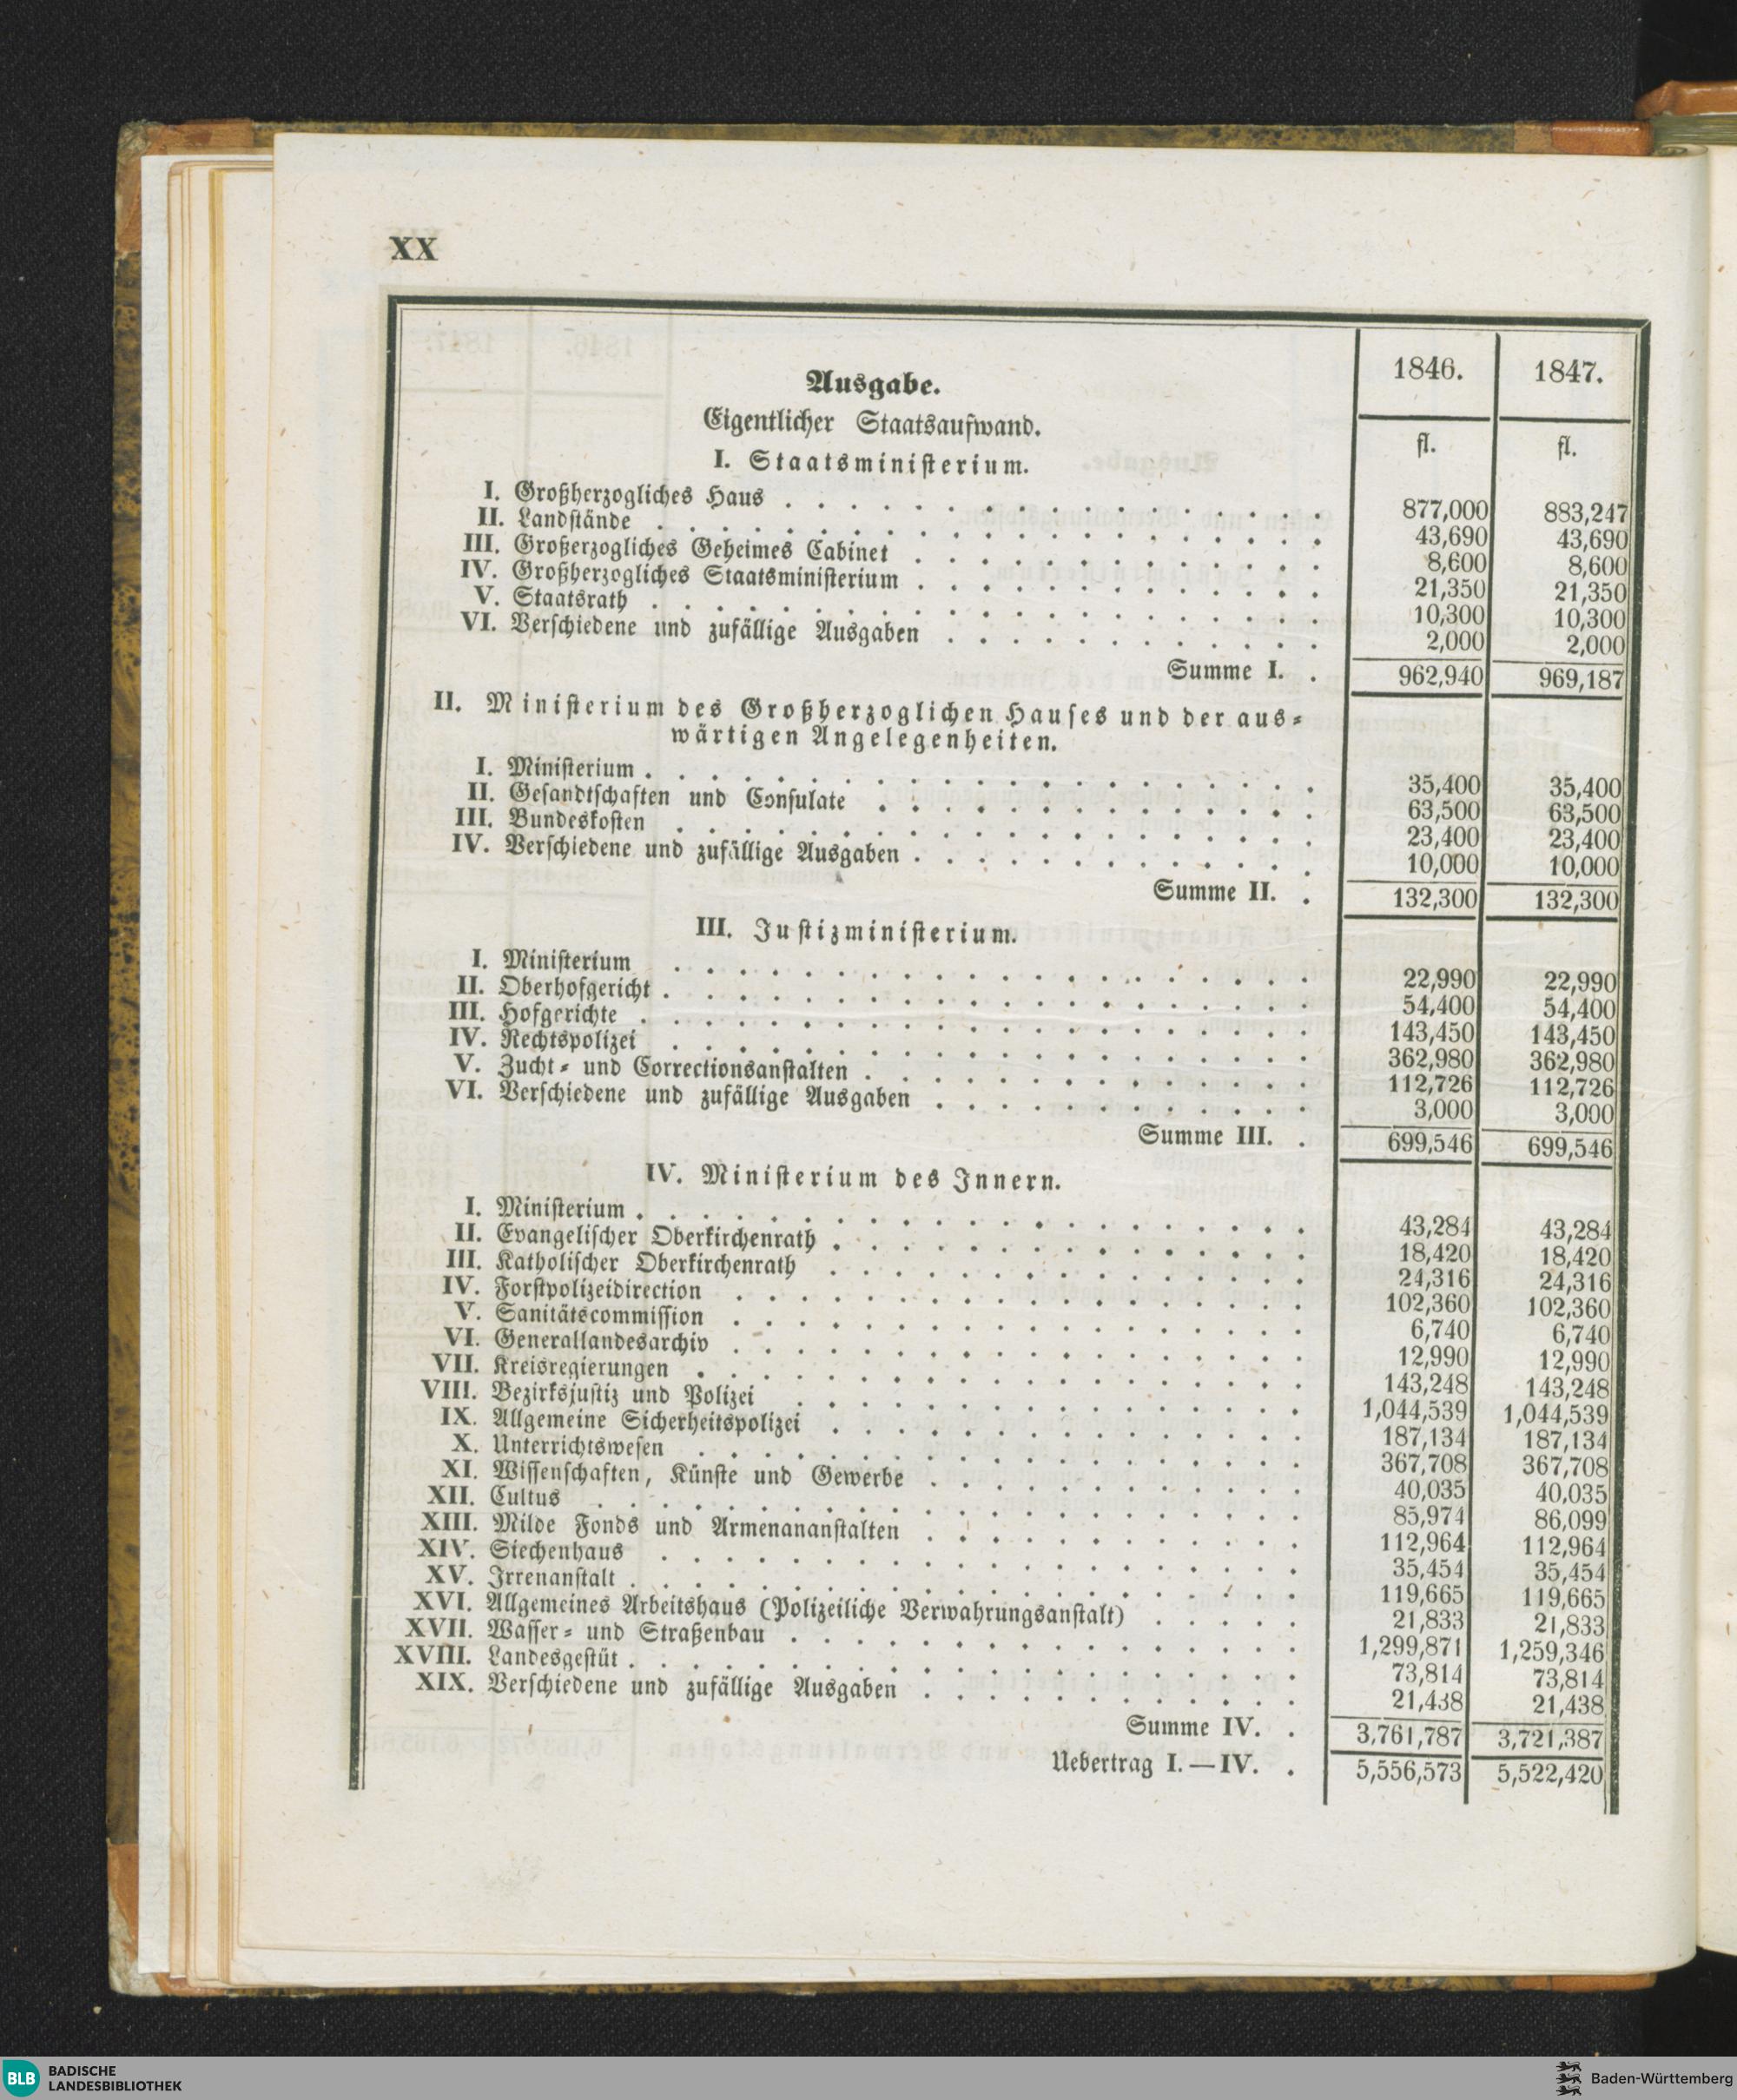 XX
1846. 1847.
Ausgabe.
Eigentlicher Staatsaufwand.
fl. fl.
I. Staatsministerium.
I. Großherzogliches Haus . . . 877,000 883,247
II. Landstände . . . 43,690 43,690
III. Großerzogliches Geheimes Cabinet . . . 8,600 8,600
IV. Großherzogliches Staatsministerium . . . 21,350 21,350
V. Staatsrath . . . 10,300 10,300
VI. Verschiedene und zufällige Ausgaben . . . 2,000 2,000
Summe I. . 962,940 969,187
II. Ministerium des Großherzoglichen Hauses und der aus-
wärtigen Angelegenheiten.
I. Ministerium . . . 35,400 35,400
II. Gesandtschaften und Consulate . . . 63,500 63,500
III. Bundeskosten . . . 23,400 23,400
IV. Verschiedene und zufällige Ausgaben . . . 10,000 10,000
Summe II. . 132,300 132,300
III. Justizministerium.
I. Ministerium . . . 22,990 22,990
II. Oberhofgericht . . . 54,400 54,400
III. Hofgerichte . . . 143,450 143,450
IV. Rechtspolizei . . . 362,980 362,980
V. Zucht- und Correctionsanstalten . . . 112,726 112,726
VI. Verschiedene und zufällige Ausgaben . . . 3,000 3,000
Summe III. . 699,546 699,546
IV. Ministerium des Innern.
I. Ministerium . . . 43,284 43,284
II. Evangelischer Oberkirchenrath . . . 18,420 18,420
III. Katholischer Oberkirchenrath . . . 24,316 24,316
IV. Forstpolizeidirection . . . 102,360 102,360
V. Sanitätscommission . . . 6,740 6,740
VI. Generallandesarchiv . . . 12,990 12,990
VII. Kreisregierungen . . . 143,248 143,248
VIII. Bezirksjustiz und Polizei . . . 1,044,539 1,044,539
IX. Allgemeine Sicherheitspolizei . . . 187,134 187,134
X. Unterrichtswesen . . . 367,708 367,708
XI. Wissenschaften, Künste und Gewerbe . . . 40,035 40,035
XII. Cultus . . . 85,974 86,099
XIII. Milde Fonds und Armenananstalten . . . 112,964 112,964
XIV. Siechenhaus . . . 35,454 35,454
XV. Irrenanstalt . . . 119,665 119,665
XVI. Allgemeines Arbeitshaus (Polizeiliche Verwahrungsanstalt) . . . 21,833 21,833
XVII. Wasser- und Straßenbau . . . 1,299,871 1,259,346
XVIII. Landesgestüt . . . 73,814 73,814
XIX. Verschiedene und zufällige Ausgaben . . . 21,438 21,438
Summe IV. . 3,761,787 3,721,387
Uebertrag I.—IV. . 5,556,573 5,522,420
BLB BADISCHE
LANDESBIBLIOTHEK
Baden-Württemberg